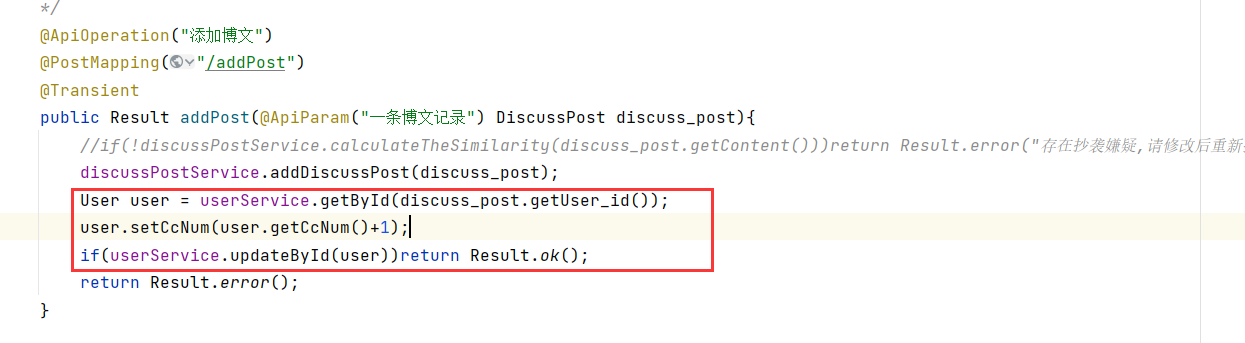 */
@ApiOperation("添加博文")
@PostMapping("/addPost")
@Transient
public Result addPost(@ApiParam("一条博文记录") DiscussPost discuss_post){
//if(!discussPostService.calculateTheSimilarity(discuss_post.getContent()))return Result.error("存在抄袭嫌疑,请修改后重新
discussPostService.addDiscussPost(discuss_post);
User user = userService.getById(discuss_post.getUser_id());
user.setCcNum(user.getCcNum()+1);
if(userService.updateById(user))return Result.ok();
return Result.error();
}